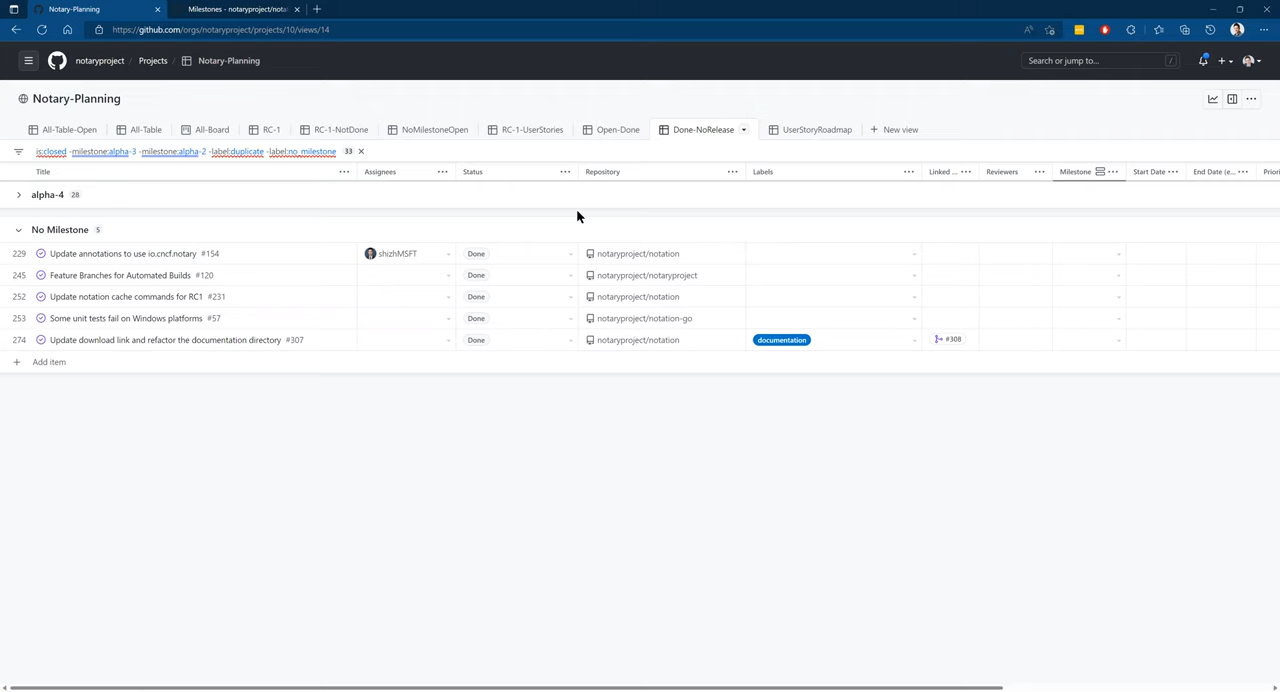 Notary-Planning
Milestones - notaryproject/nota
https://github.com/orgs/notaryproject/projects/10/views/14
notaryproject / Projects / Notary-Planning
Search or jump to... /
Notary-Planning
All-Table-Open All-Table All-Board RC-1 RC-1-NotDone NoMilestoneOpen RC-1-UserStories Open-Done Done-NoRelease UserStoryRoadmap + New view
is:closed -milestone:alpha-3 -milestone:alpha-2 -label:duplicate -label:no_milestone 33
Title Assignees Status Repository Labels Linked ... Reviewers Milestone Start Date End Date (e... Priori
alpha-4 28
No Milestone 5
229 Update annotations to use io.cncf.notary #154 shizhMSFT Done notaryproject/notation
245 Feature Branches for Automated Builds #120 Done notaryproject/notaryproject
252 Update notation cache commands for RC1 #231 Done notaryproject/notation
253 Some unit tests fail on Windows platforms #57 Done notaryproject/notation-go
274 Update download link and refactor the documentation directory #307 Done notaryproject/notation documentation #308
+ Add item